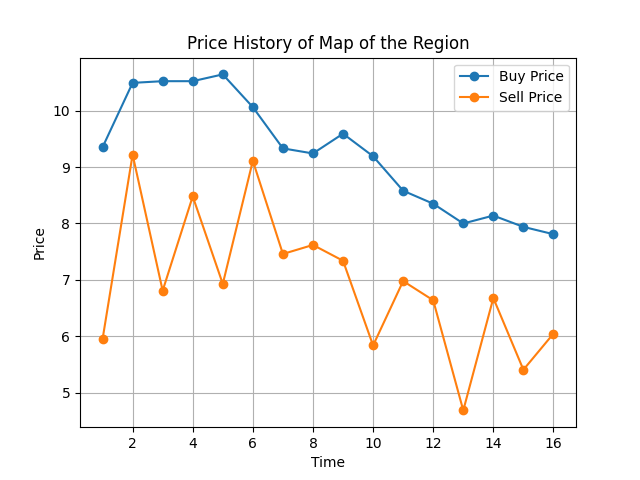 Price History of Map of the Region
Buy Price
Sell Price
Price
10
9
8
7
6
5
2 4 6 8 10 12 14 16
Time